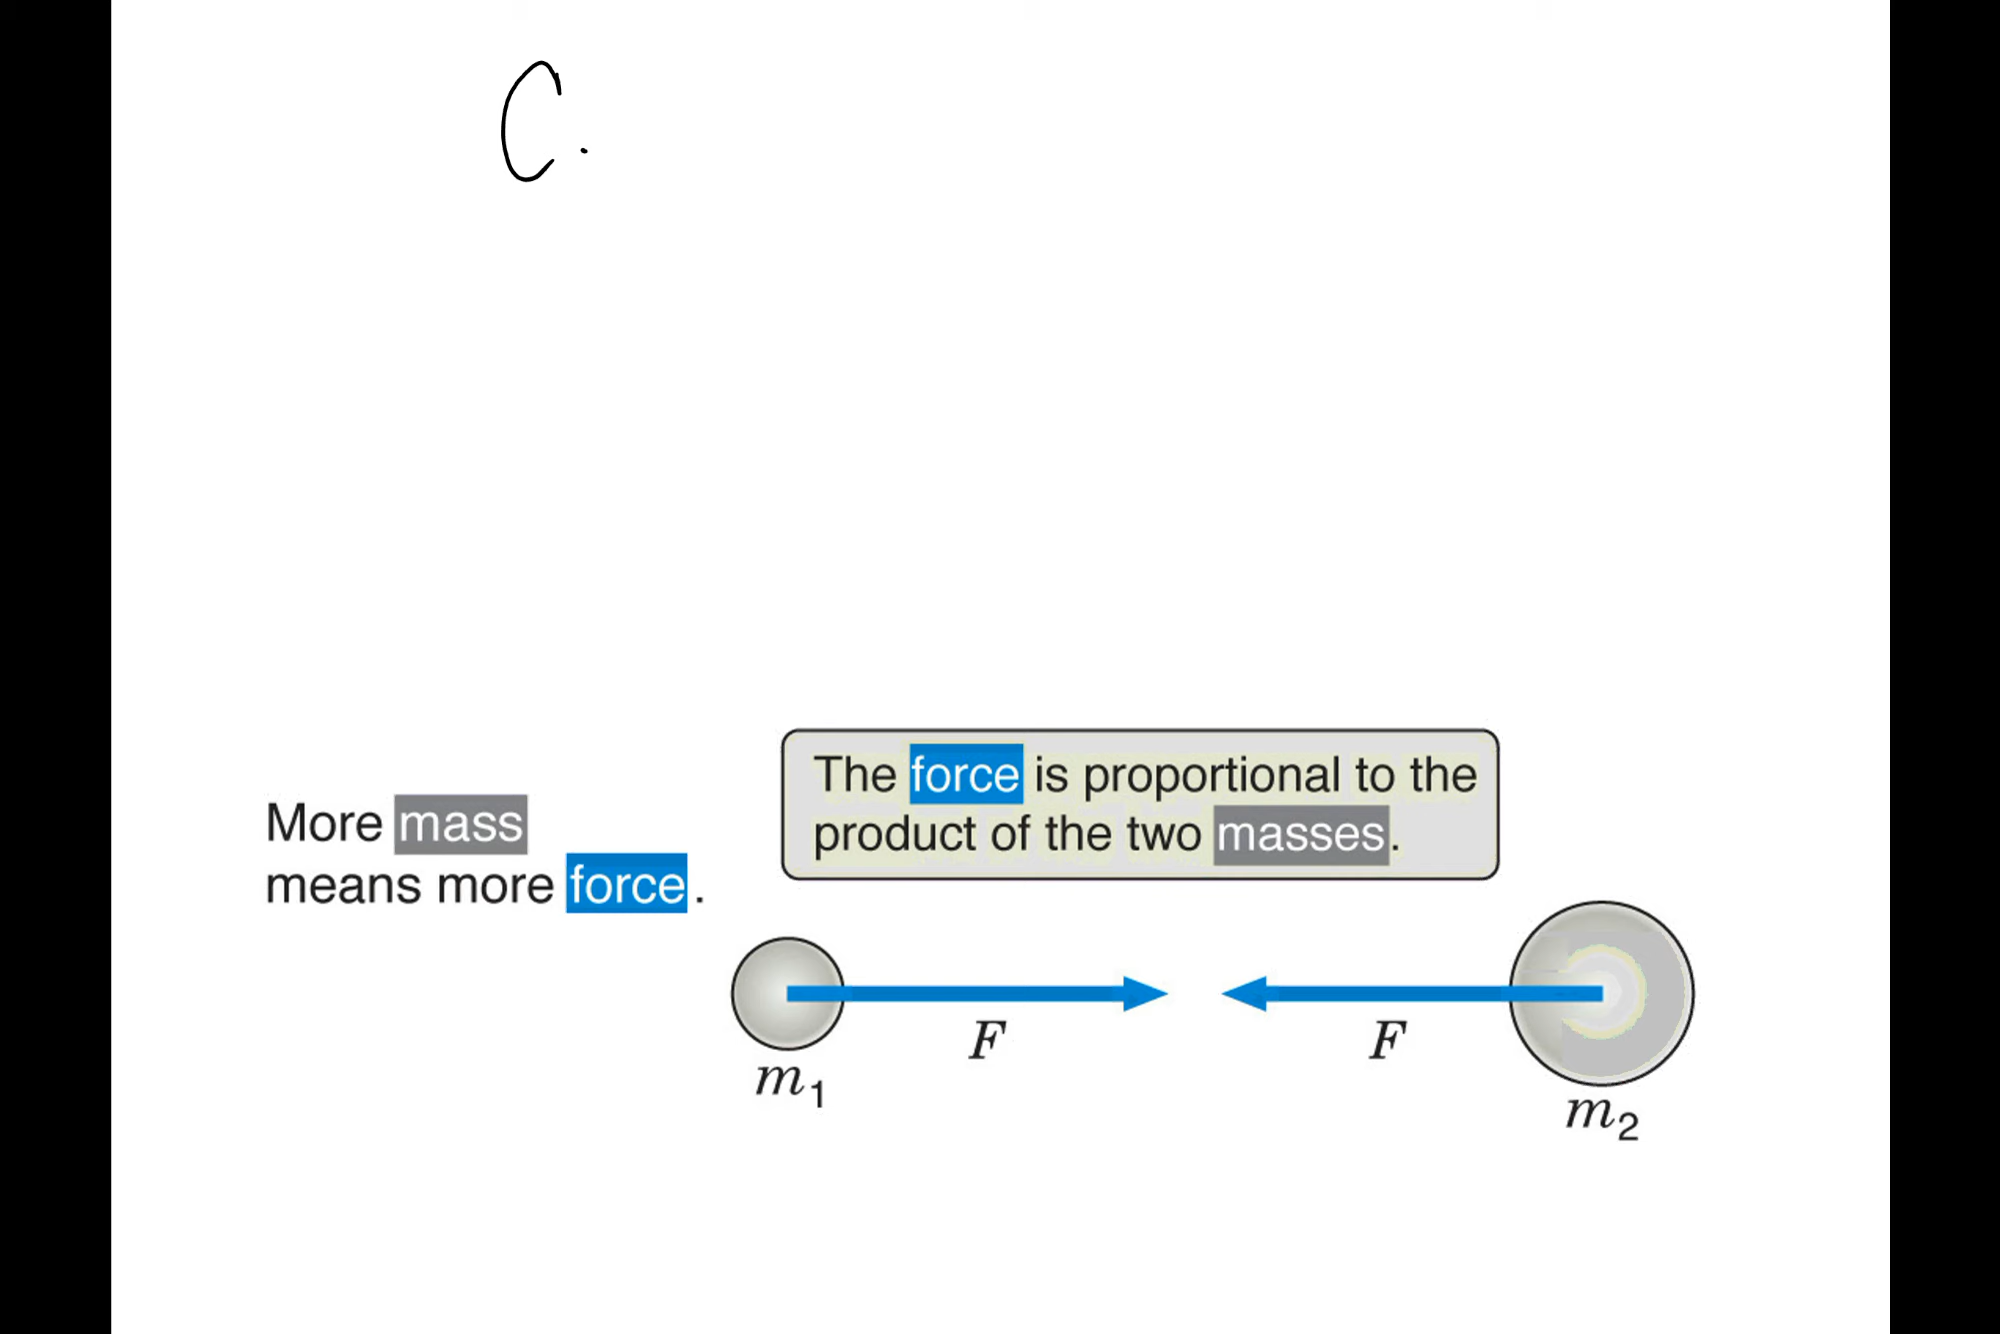 C.
The force is proportional to the
product of the two masses.
More mass
means more force.
F
F
m₁
m₂